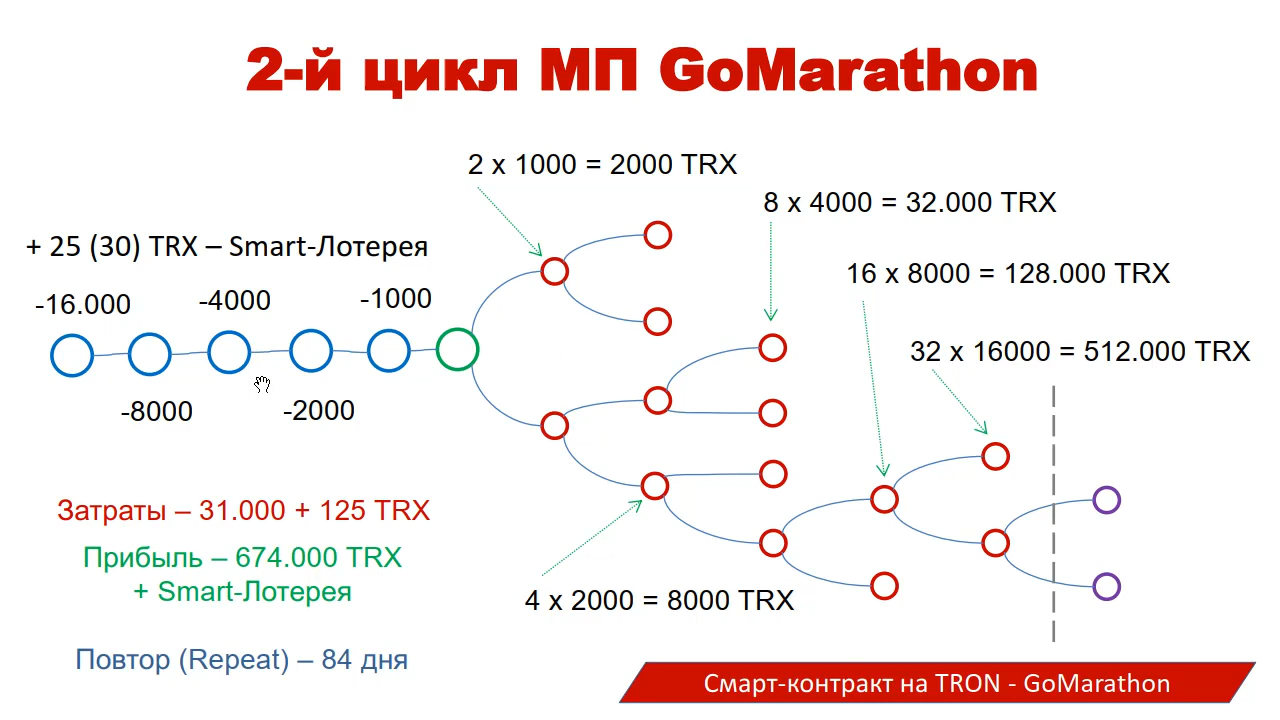 2-й цикл МП GoMarathon
2 x 1000 = 2000 TRX
8 x 4000 = 32.000 TRX
+ 25 (30) TRX – Smart-Лотерея
16 x 8000 = 128.000 TRX
-16.000
-4000
-1000
32 x 16000 = 512.000 TRX
-8000
-2000
Затраты – 31.000 + 125 TRX
Прибыль – 674.000 TRX
+ Smart-Лотерея
4 x 2000 = 8000 TRX
Повтор (Repeat) – 84 дня
Смарт-контракт на TRON - GoMarathon